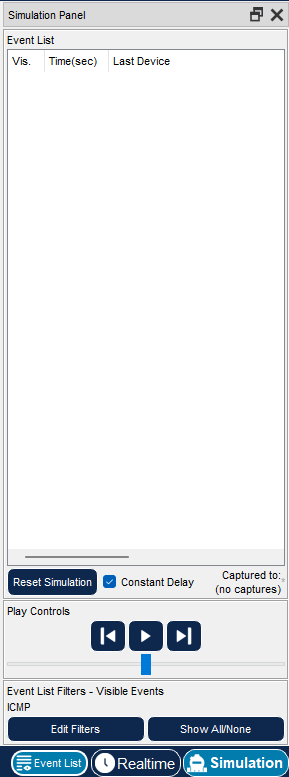 Simulation Panel
Event List
Vis. Time(sec) Last Device
Reset Simulation Constant Delay Captured to:
(no captures)
Play Controls
Event List Filters - Visible Events
ICMP
Edit Filters Show All/None
Event List Realtime Simulation